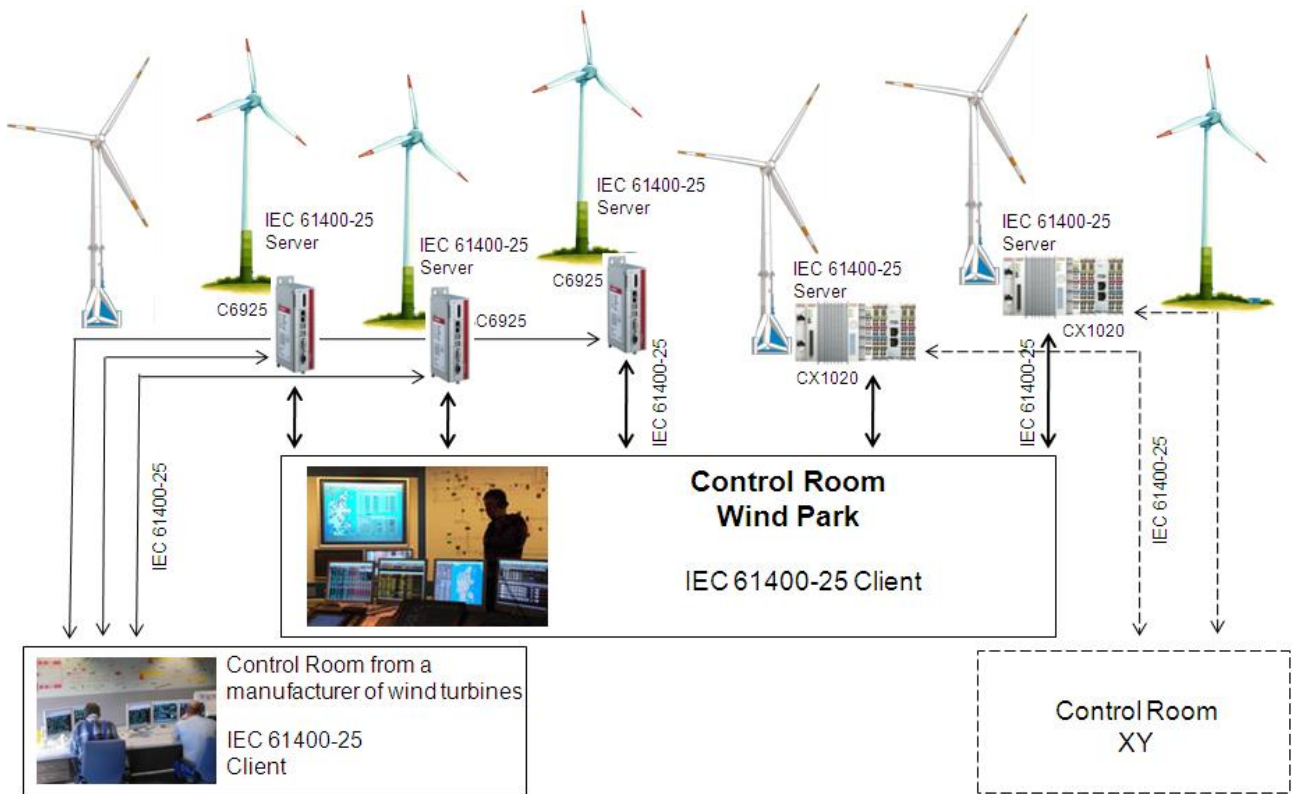 IEC 61400-25
Server
C6925
IEC 61400-25
Server
C6925
IEC 61400-25
Server
C6925
IEC 61400-25
Server
CX1020
IEC 61400-25
Server
CX1020
IEC 61400-25
IEC 61400-25
IEC 61400-25
IEC 61400-25
Control Room
Wind Park
IEC 61400-25 Client
Control Room from a
manufacturer of wind turbines
IEC 61400-25
Client
Control Room
XY